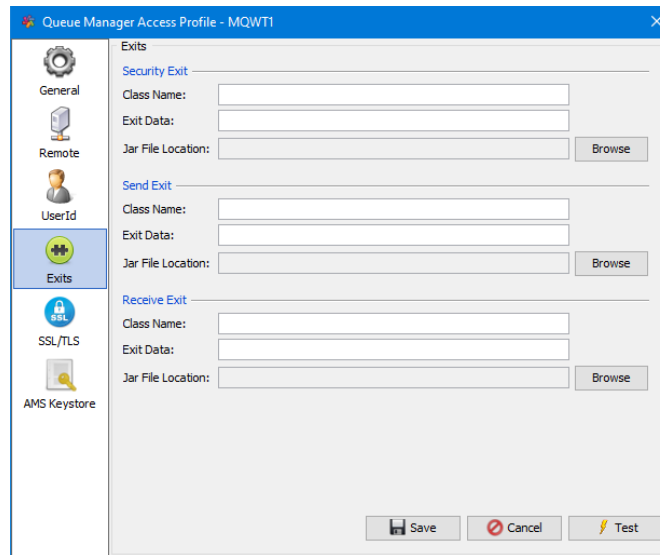 Queue Manager Access Profile - MQWT1
General
Remote
UserId
Exits
SSL
SSL/TLS
AMS Keystore
Exits
Security Exit
Class Name:
Exit Data:
Jar File Location: Browse
Send Exit
Class Name:
Exit Data:
Jar File Location: Browse
Receive Exit
Class Name:
Exit Data:
Jar File Location: Browse
Save Cancel Test